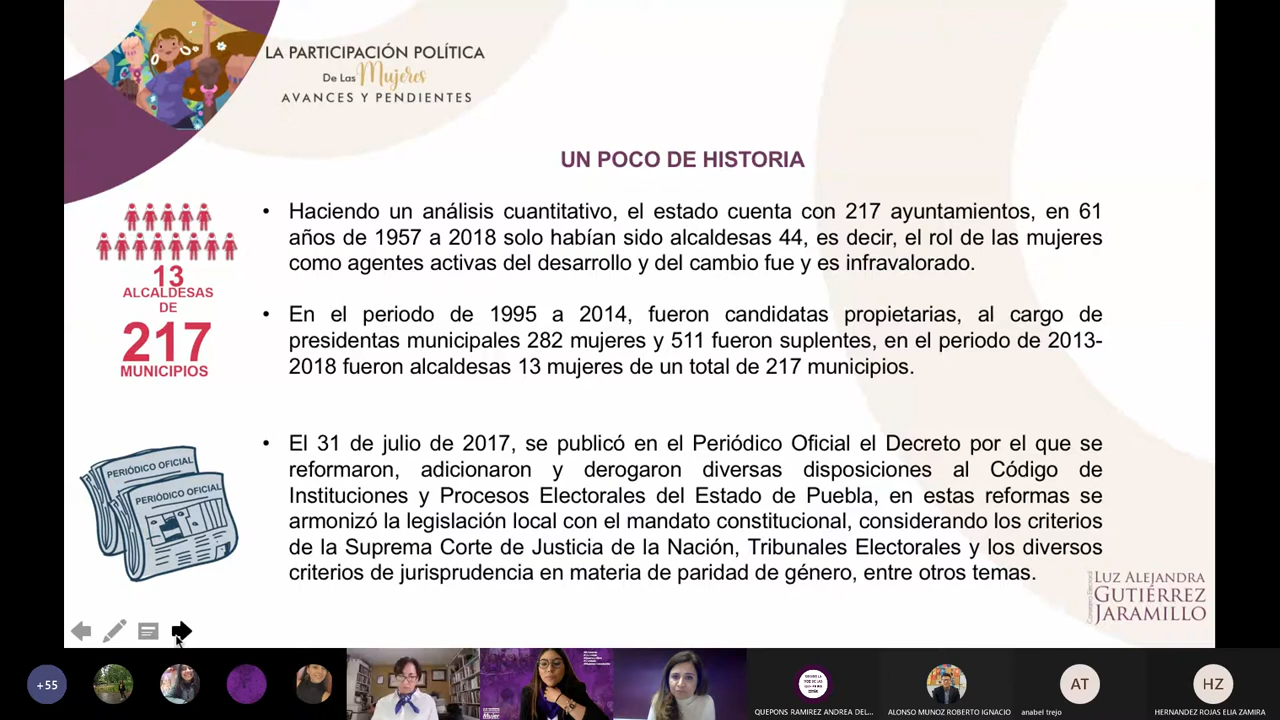 LA PARTICIPACIÓN POLÍTICA
De Las Mujeres
AVANCES Y PENDIENTES
UN POCO DE HISTORIA
• Haciendo un análisis cuantitativo, el estado cuenta con 217 ayuntamientos, en 61
años de 1957 a 2018 solo habían sido alcaldesas 44, es decir, el rol de las mujeres
como agentes activas del desarrollo y del cambio fue y es infravalorado.
13
ALCALDESAS
DE
217
MUNICIPIOS
• En el periodo de 1995 a 2014, fueron candidatas propietarias, al cargo de
presidentas municipales 282 mujeres y 511 fueron suplentes, en el periodo de 2013-
2018 fueron alcaldesas 13 mujeres de un total de 217 municipios.
PERIÓDICO OFICIAL
PERIÓDICO OFICIAL
• El 31 de julio de 2017, se publicó en el Periódico Oficial el Decreto por el que se
reformaron, adicionaron y derogaron diversas disposiciones al Código de
Instituciones y Procesos Electorales del Estado de Puebla, en estas reformas se
armonizó la legislación local con el mandato constitucional, considerando los criterios
de la Suprema Corte de Justicia de la Nación, Tribunales Electorales y los diversos
criterios de jurisprudencia en materia de paridad de género, entre otros temas.
LUZ ALEJANDRA
GUTIÉRREZ
JARAMILLO
+55
Mujer
QUEPONS RAMIREZ ANDREA DEL...
ALONSO MUNOZ ROBERTO IGNACIO
AT
anabel trejo
HZ
HERNANDEZ ROJAS ELIA ZAMIRA